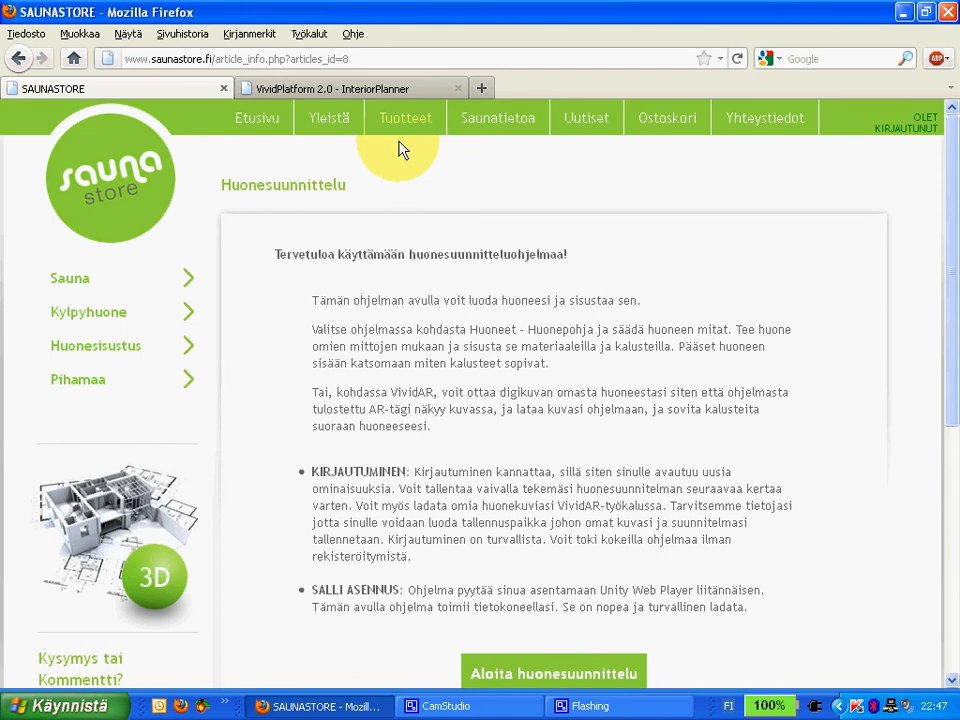 SAUNASTORE - Mozilla Firefox
Tiedosto Muokkaa Näytä Sivuhistoria Kirjanmerkit Työkalut Ohje
www.saunastore.fi/article_info.php?articles_id=8
Google
ABP
SAUNASTORE
VividPlatform 2.0 - InteriorPlanner
Etusivu Yleistä Tuotteet Saunatietoa Uutiset Ostoskori Yhteystiedot
OLET
KIRJAUTUNUT
sauna
store
Sauna
Kylpyhuone
Huonesisustus
Pihamaa
3D
Kysymys tai
Kommentti?
Huonesuunnittelu
Tervetuloa käyttämään huonesuunnitteluohjelmaa!
Tämän ohjelman avulla voit luoda huoneesi ja sisustaa sen.
Valitse ohjelmassa kohdasta Huoneet - Huonepohja ja säädä huoneen mitat. Tee huone
omien mittojen mukaan ja sisusta se materiaaleilla ja kalusteilla. Pääset huoneen
sisään katsomaan miten kalusteet sopivat.
Tai, kohdassa VividAR, voit ottaa digikuvan omasta huoneestasi siten että ohjelmasta
tulostettu AR-tägi näkyy kuvassa, ja lataa kuvasi ohjelmaan, ja sovita kalusteita
suoraan huoneeseesi.
• KIRJAUTUMINEN: Kirjautuminen kannattaa, sillä siten sinulle avautuu uusia
ominaisuuksia. Voit tallentaa vaivalla tekemäsi huonesuunnitelman seuraavaa kertaa
varten. Voit myös ladata omia huonekuviasi VividAR-työkalussa. Tarvitsemme tietojasi
jotta sinulle voidaan luoda tallennuspaikka johon omat kuvasi ja suunnitelmasi
tallennetaan. Kirjautuminen on turvallista. Voit toki kokeilla ohjelmaa ilman
rekisteröitymistä.
• SALLI ASENNUS: Ohjelma pyytää sinua asentamaan Unity Web Player liitännäisen.
Tämän avulla ohjelma toimii tietokoneellasi. Se on nopea ja turvallinen ladata.
Aloita huonesuunnittelu
Käynnistä
SAUNASTORE - Mozill...
CamStudio
Flashing
FI
100%
22:47